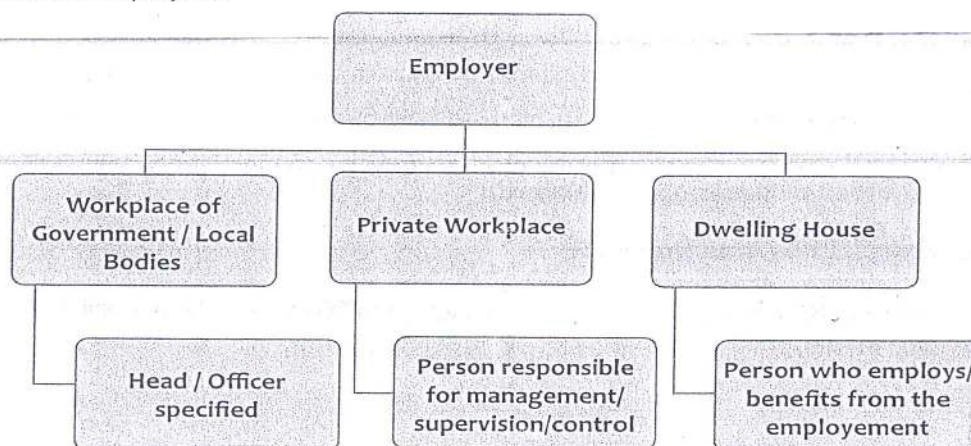 Employer
Workplace of
Government / Local
Bodies
Private Workplace
Dwelling House
Head / Officer
specified
Person responsible
for management/
supervision/control
Person who employs/
benefits from the
employement